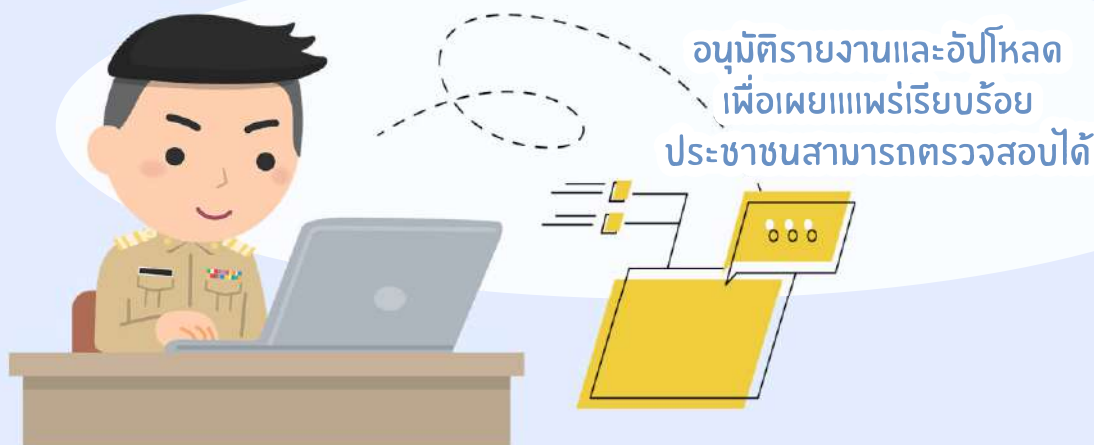 อนุมัติรายงานและอัปโหลด
เพื่อเผยแแพร่เรียบร้อย
ประชาชนสามารถตรวจสอบได้